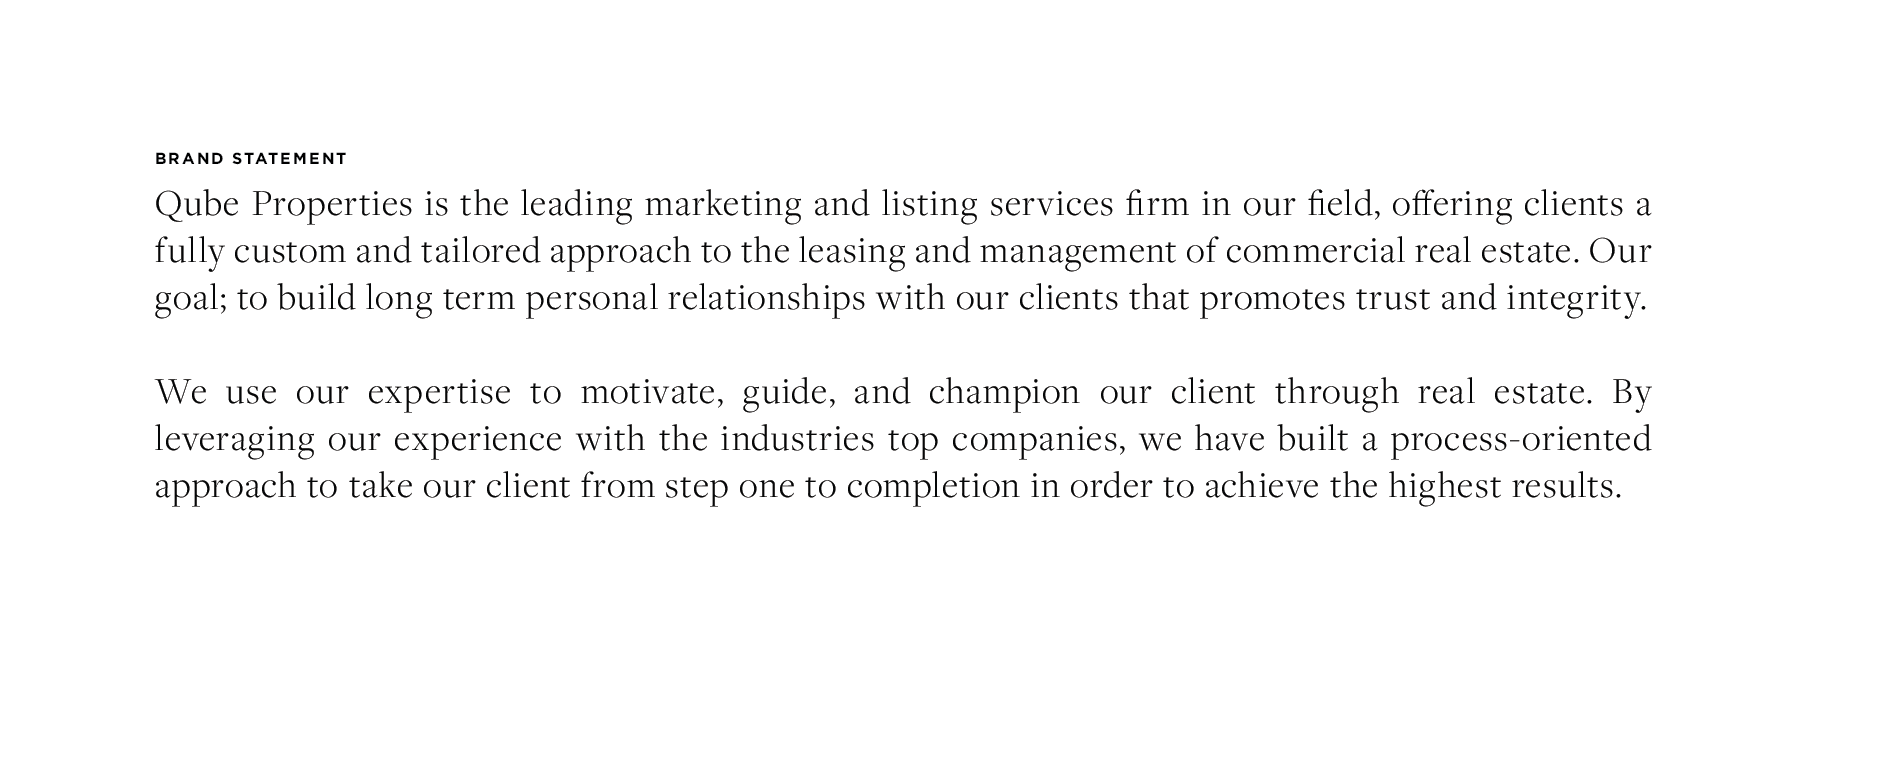 BRAND STATEMENT
Qube Properties is the leading marketing and listing services firm in our field, offering clients a
fully custom and tailored approach to the leasing and management of commercial real estate. Our
goal; to build long term personal relationships with our clients that promotes trust and integrity.
We use our expertise to motivate, guide, and champion our client through real estate. By
leveraging our experience with the industries top companies, we have built a process-oriented
approach to take our client from step one to completion in order to achieve the highest results.